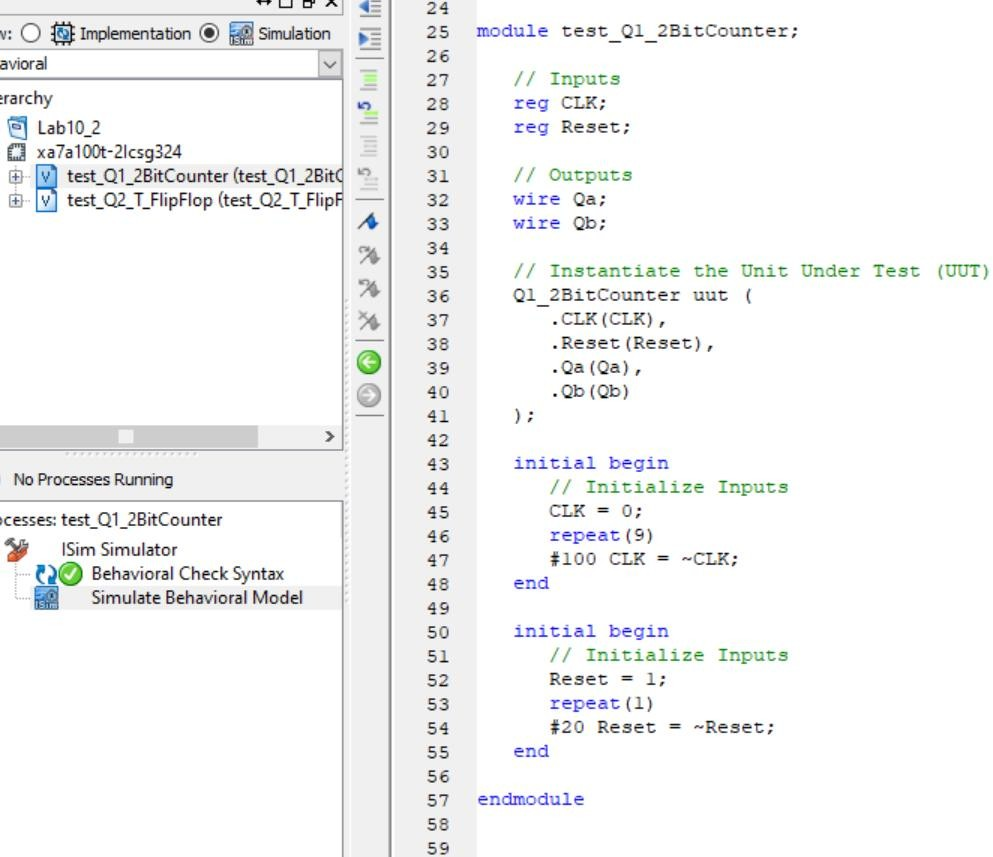 w: Implementation Simulation
avioral
erarchy
Lab10_2
xa7a100t-2lcsg324
test_Q1_2BitCounter (test_Q1_2BitC
test_Q2_T_FlipFlop (test_Q2_T_FlipF
No Processes Running
ocesses: test_Q1_2BitCounter
ISim Simulator
Behavioral Check Syntax
Simulate Behavioral Model
24
25 module test_Q1_2BitCounter;
26
27 // Inputs
28 reg CLK;
29 reg Reset;
30
31 // Outputs
32 wire Qa;
33 wire Qb;
34
35 // Instantiate the Unit Under Test (UUT)
36 Q1_2BitCounter uut (
37 .CLK(CLK),
38 .Reset(Reset),
39 .Qa(Qa),
40 .Qb(Qb)
41 );
42
43 initial begin
44 // Initialize Inputs
45 CLK = 0;
46 repeat(9)
47 #100 CLK = ~CLK;
48 end
49
50 initial begin
51 // Initialize Inputs
52 Reset = 1;
53 repeat(1)
54 #20 Reset = ~Reset;
55 end
56
57 endmodule
58
59